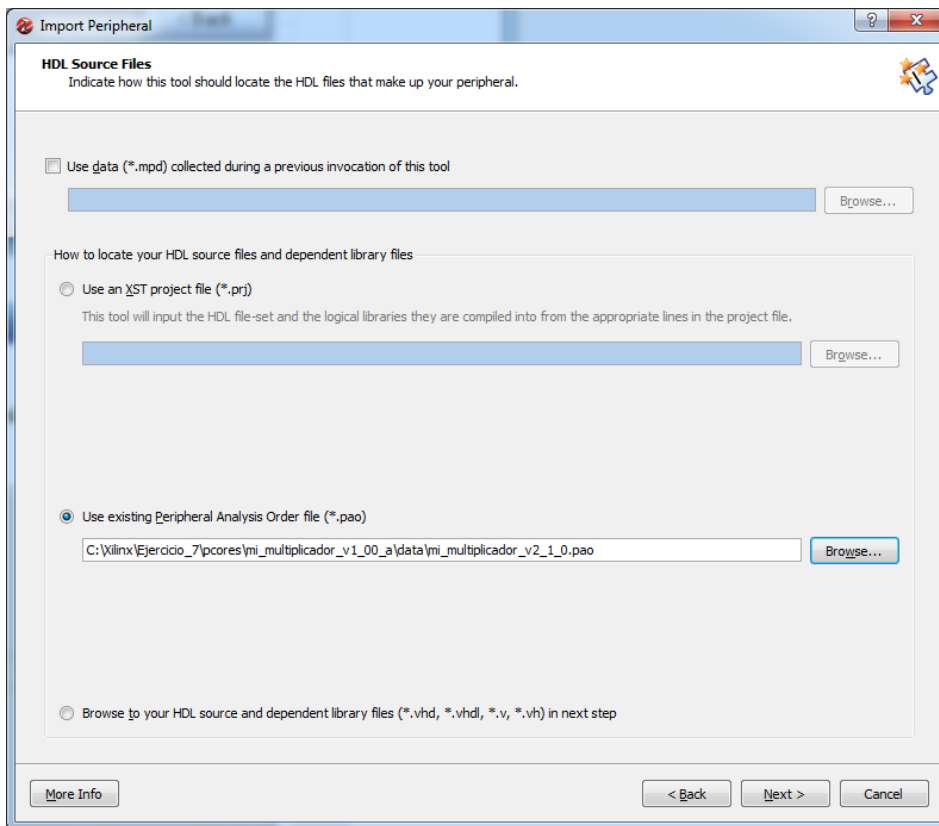 Import Peripheral
HDL Source Files
Indicate how this tool should locate the HDL files that make up your peripheral.
Use data (*.mpd) collected during a previous invocation of this tool
Browse...
How to locate your HDL source files and dependent library files
Use an XST project file (*.prj)
This tool will input the HDL file-set and the logical libraries they are compiled into from the appropriate lines in the project file.
Browse...
Use existing Peripheral Analysis Order file (*.pao)
C:\Xilinx\Ejercicio_7\pcores\mi_multiplicador_v1_00_a\data\mi_multiplicador_v2_1_0.pao
Browse...
Browse to your HDL source and dependent library files (*.vhd, *.vhdl, *.v, *.vh) in next step
More Info
< Back
Next >
Cancel